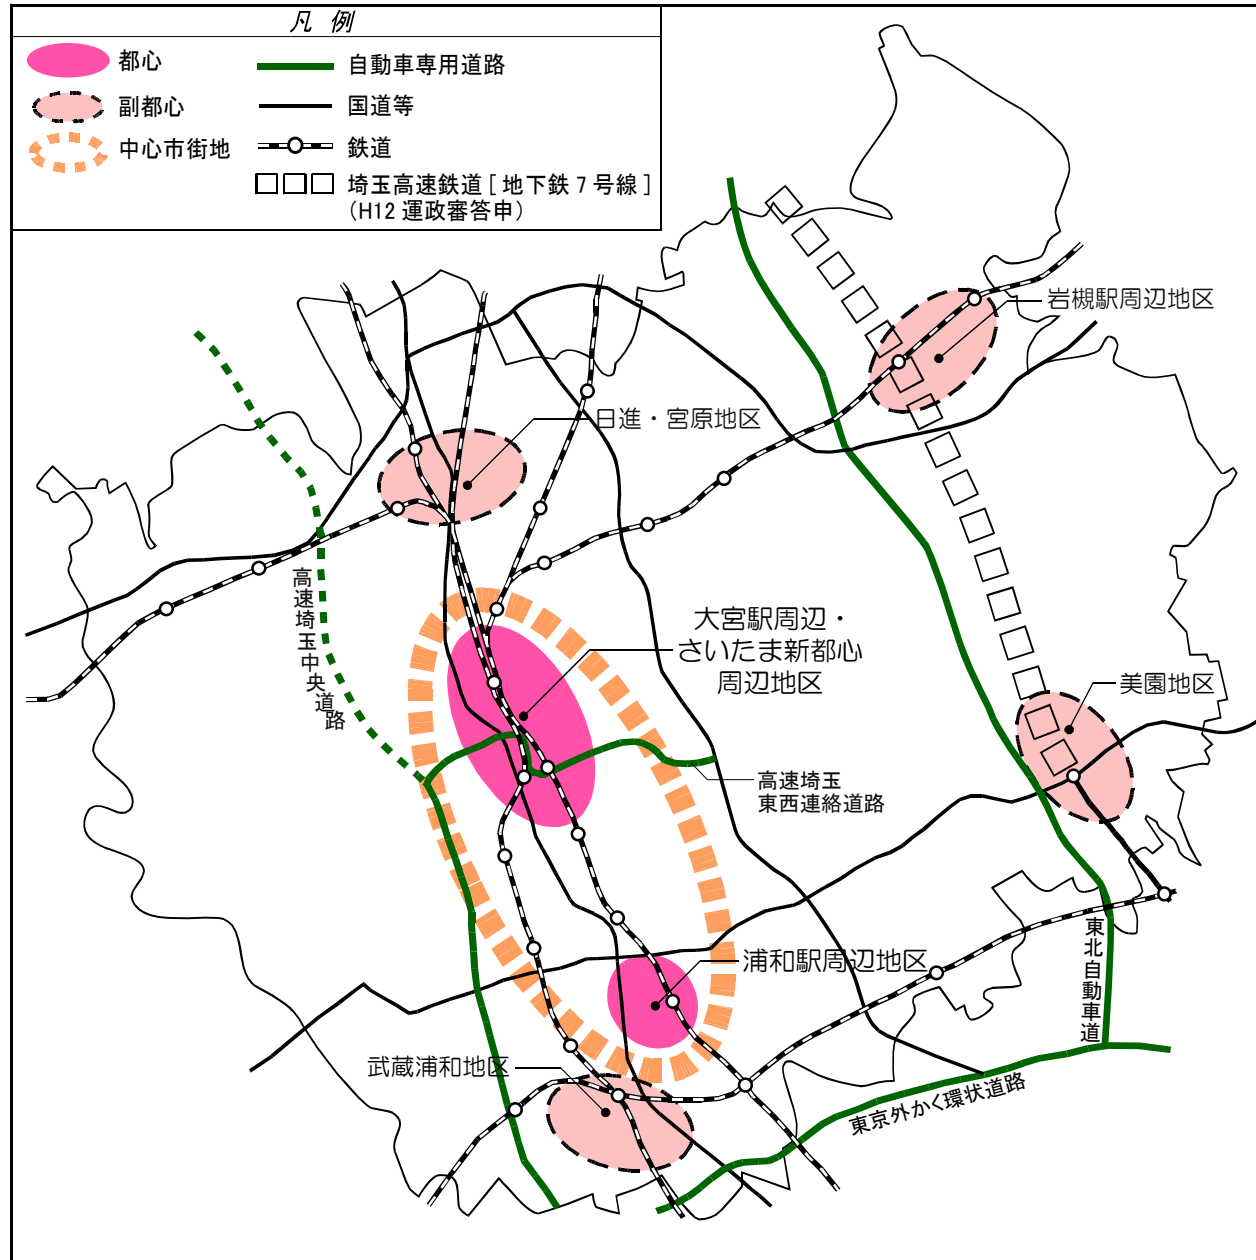 凡 例
都心
副都心
中心市街地
自動車専用道路
国道等
鉄道
埼玉高速鉄道［地下鉄７号線］
（H12 運政審答申）
岩槻駅周辺地区
日進・宮原地区
高速埼玉中央道路
大宮駅周辺・
さいたま新都心
周辺地区
美園地区
高速埼玉
東西連絡道路
浦和駅周辺地区
東北自動車道
武蔵浦和地区
東京外かく環状道路